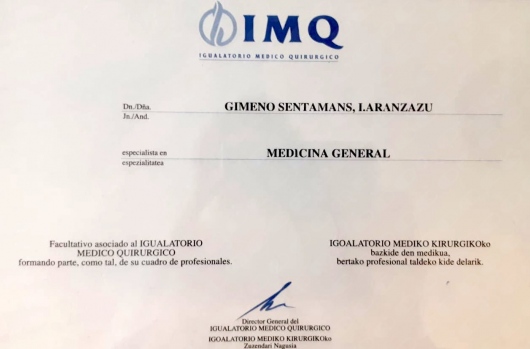 IMQ
IGUALATORIO MEDICO QUIRURGICO
Dn./Dña. GIMENO SENTAMANS, I.ARANZAZU
Jn./And.
especialista en MEDICINA GENERAL
espezialitatea
Facultativo asociado al IGUALATORIO
MEDICO QUIRURGICO
formando parte, como tal, de su cuadro de profesionales.
IGOALATORIO MEDIKO KIRURGIKOko
bazkide den medikua,
bertako profesional taldeko kide delarik.
Director General del
IGUALATORIO MEDICO QUIRURGICO
IGOALATORIO MEDIKO KIRURGIKOko
Zuzendari Nagusia